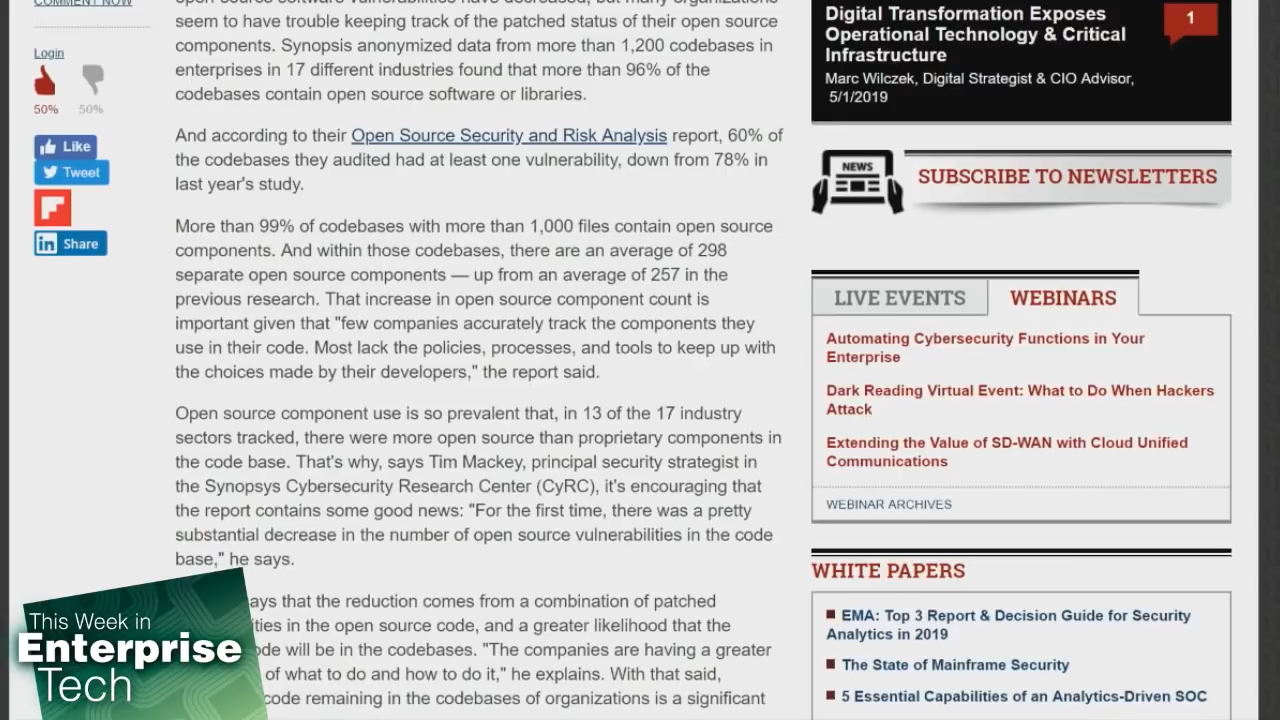 COMMENT NOW
Login
50%
50%
Like
Tweet
Share
open source software vulnerabilities have decreased, but many organizations
seem to have trouble keeping track of the patched status of their open source
components. Synopsis anonymized data from more than 1,200 codebases in
enterprises in 17 different industries found that more than 96% of the
codebases contain open source software or libraries.
And according to their Open Source Security and Risk Analysis report, 60% of
the codebases they audited had at least one vulnerability, down from 78% in
last year's study.
More than 99% of codebases with more than 1,000 files contain open source
components. And within those codebases, there are an average of 298
separate open source components — up from an average of 257 in the
previous research. That increase in open source component count is
important given that "few companies accurately track the components they
use in their code. Most lack the policies, processes, and tools to keep up with
the choices made by their developers," the report said.
Open source component use is so prevalent that, in 13 of the 17 industry
sectors tracked, there were more open source than proprietary components in
the code base. That's why, says Tim Mackey, principal security strategist in
the Synopsys Cybersecurity Research Center (CyRC), it's encouraging that
the report contains some good news: "For the first time, there was a pretty
substantial decrease in the number of open source vulnerabilities in the code
base," he says.
ays that the reduction comes from a combination of patched
ities in the open source code, and a greater likelihood that the
ode will be in the codebases. "The companies are having a greater
of what to do and how to do it," he explains. With that said,
code remaining in the codebases of organizations is a significant
This Week in
Enterprise
Tech
Digital Transformation Exposes
Operational Technology & Critical
Infrastructure
1
Marc Wilczek, Digital Strategist & CIO Advisor,
5/1/2019
NEWS
SUBSCRIBE TO NEWSLETTERS
LIVE EVENTS
WEBINARS
Automating Cybersecurity Functions in Your
Enterprise
Dark Reading Virtual Event: What to Do When Hackers
Attack
Extending the Value of SD-WAN with Cloud Unified
Communications
WEBINAR ARCHIVES
WHITE PAPERS
EMA: Top 3 Report & Decision Guide for Security
Analytics in 2019
The State of Mainframe Security
5 Essential Capabilities of an Analytics-Driven SOC